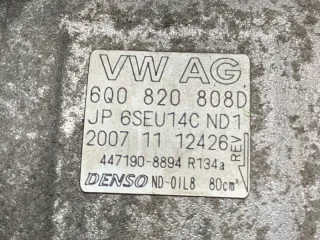 VW AG
6Q0 820 808D
JP 6SEU14C ND1
2007 11 12426
REV
447190-8894 R134a
DENSO ND-OIL8 80cm³